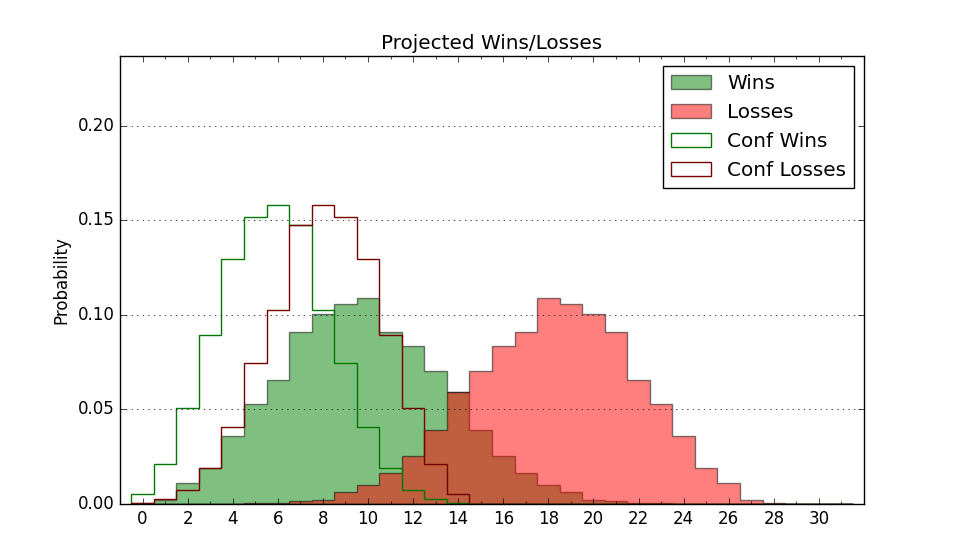 Projected Wins/Losses
Wins
Losses
Conf Wins
Conf Losses
Probability
0.20
0.15
0.10
0.05
0.00
0 2 4 6 8 10 12 14 16 18 20 22 24 26 28 30